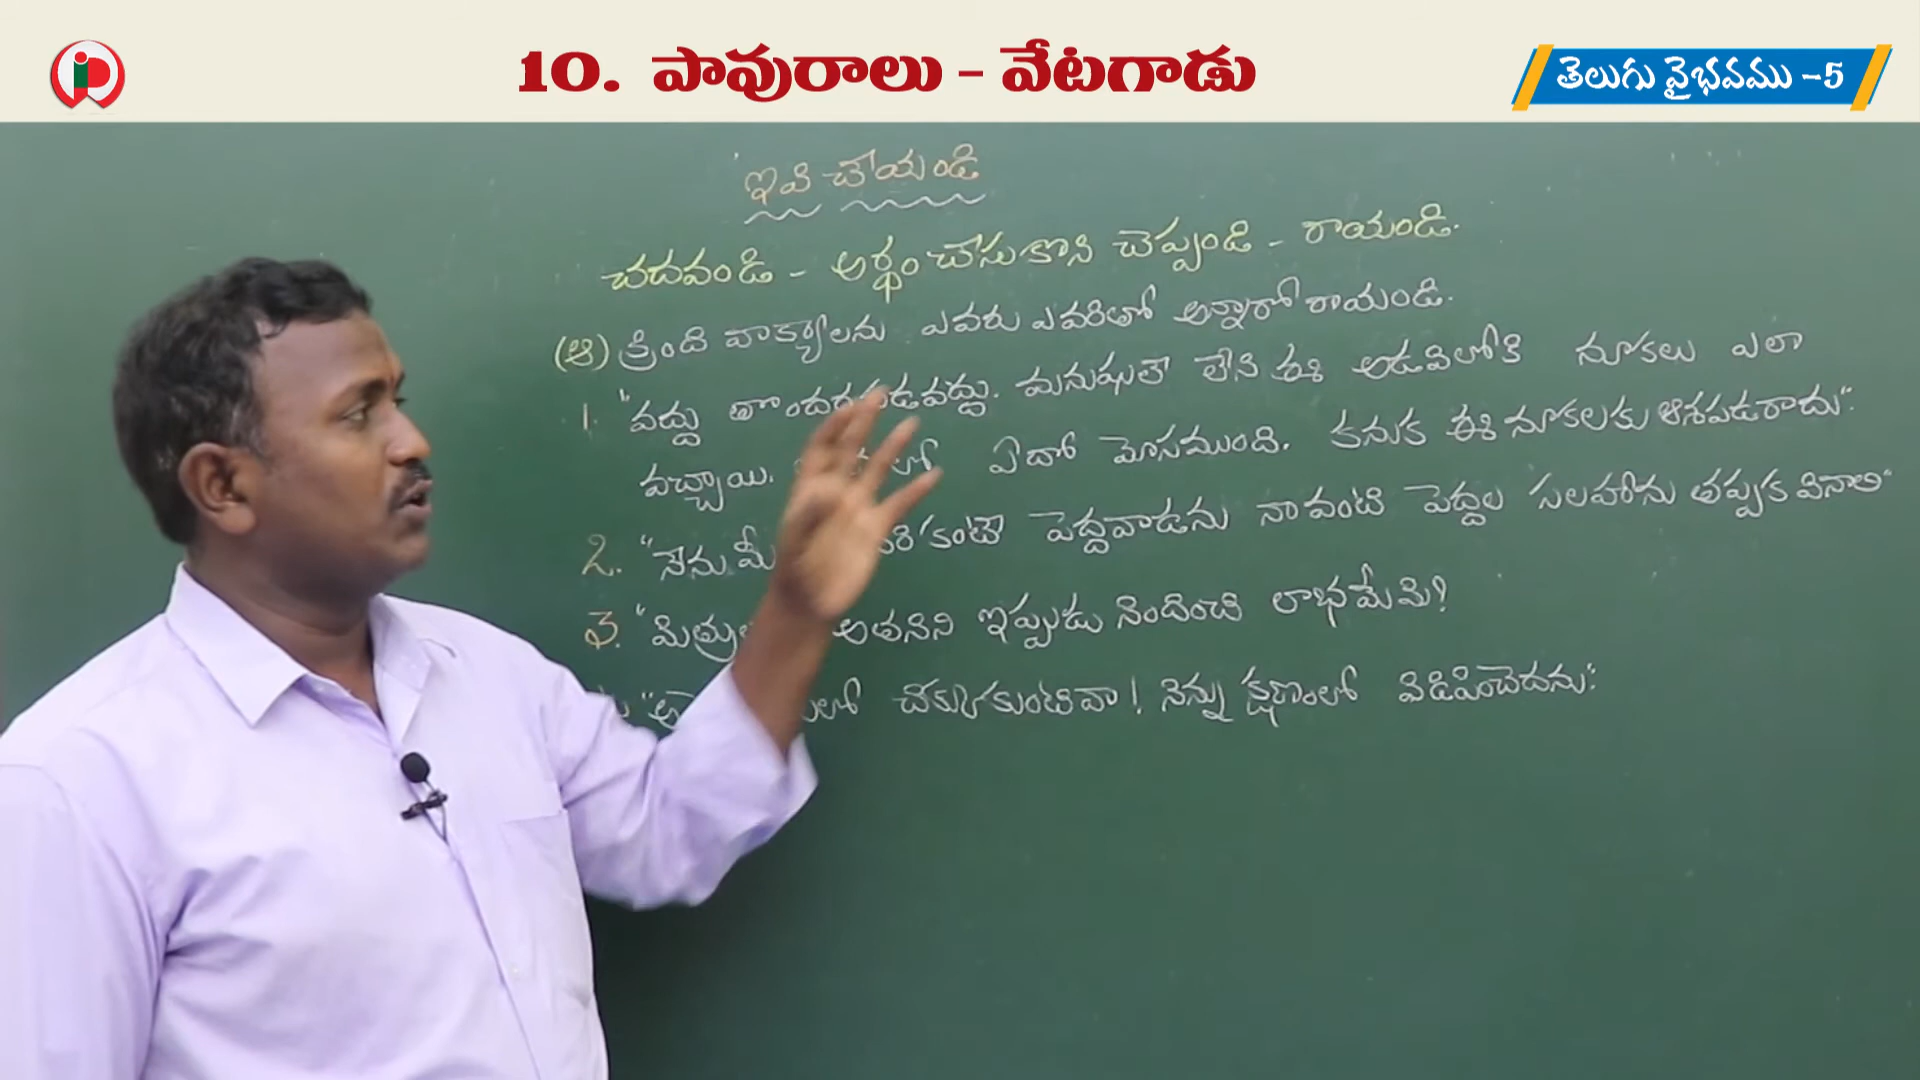 10. పావురాలు - వేటగాడు
తెలుగు వైభవము -5
ఇవి చేయండి
చదవండి - అర్థం చేసుకొని చెప్పండి - రాయండి.
(ఆ) క్రింది వాక్యాలను ఎవరు ఎవరితో అన్నారో రాయండి.
1. "వద్దు తొందరపడవద్దు. మనుషులే లేని ఈ అడవిలోకి నూకలు ఎలా
వచ్చాయి. ఏదో మోసముంది. కనుక ఈ నూకలకు ఆశపడరాదు".
2. "నేను మీ కంటే పెద్దవాడను నావంటి పెద్దల సలహాను తప్పక వినాలి"
3. "అతనిని ఇప్పుడు నిందించి లాభమేమి?
చిక్కుకుంటివా! నిన్ను క్షణంలో విడిపించెదను".